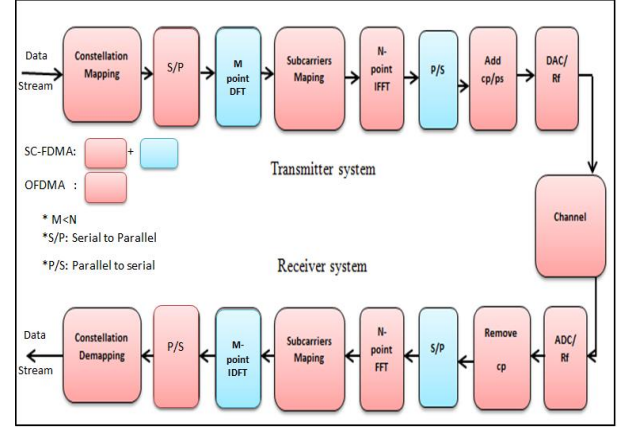 Data
Stream
Constellation
Mapping
S/P
M
point
DFT
Subcarriers
Maping
N-
point
IFFT
P/S
Add
cp/ps
DAC/
Rf
SC-FDMA:
+
OFDMA :
Transmitter system
Channel
* M<N
*S/P: Serial to Parallel
*P/S: Parallel to serial
Receiver system
Data
Stream
Constellation
Demapping
P/S
M-
point
IDFT
Subcarriers
Maping
N-
point
FFT
S/P
Remove
cp
ADC/
Rf